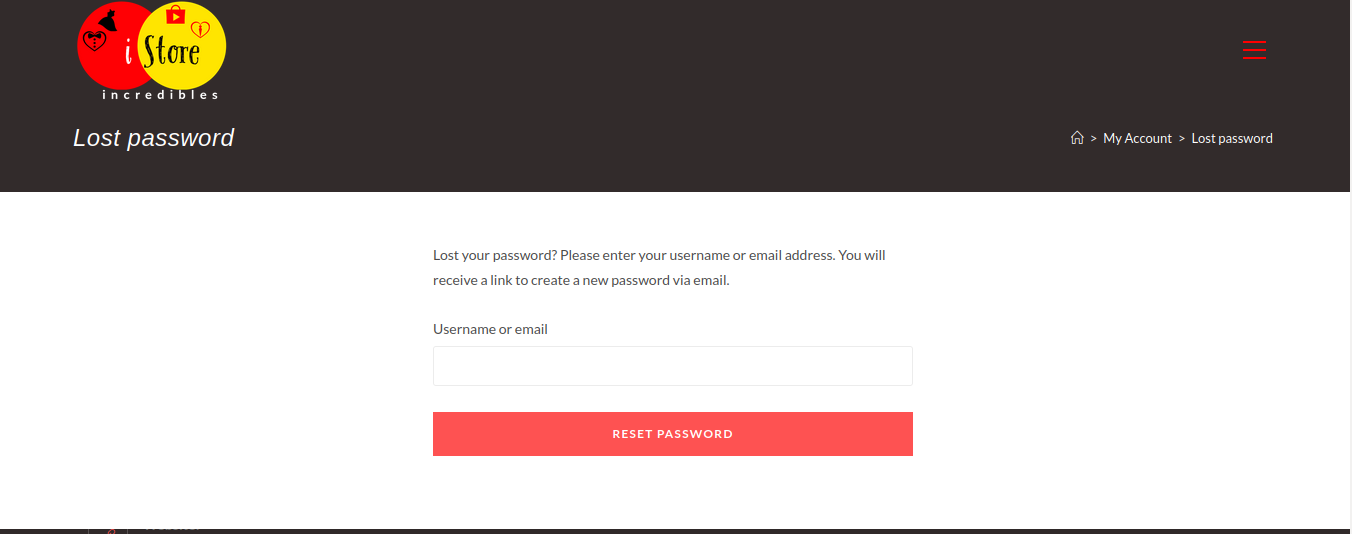 i Store
incredibles
Lost password
> My Account > Lost password
Lost your password? Please enter your username or email address. You will
receive a link to create a new password via email.
Username or email
RESET PASSWORD